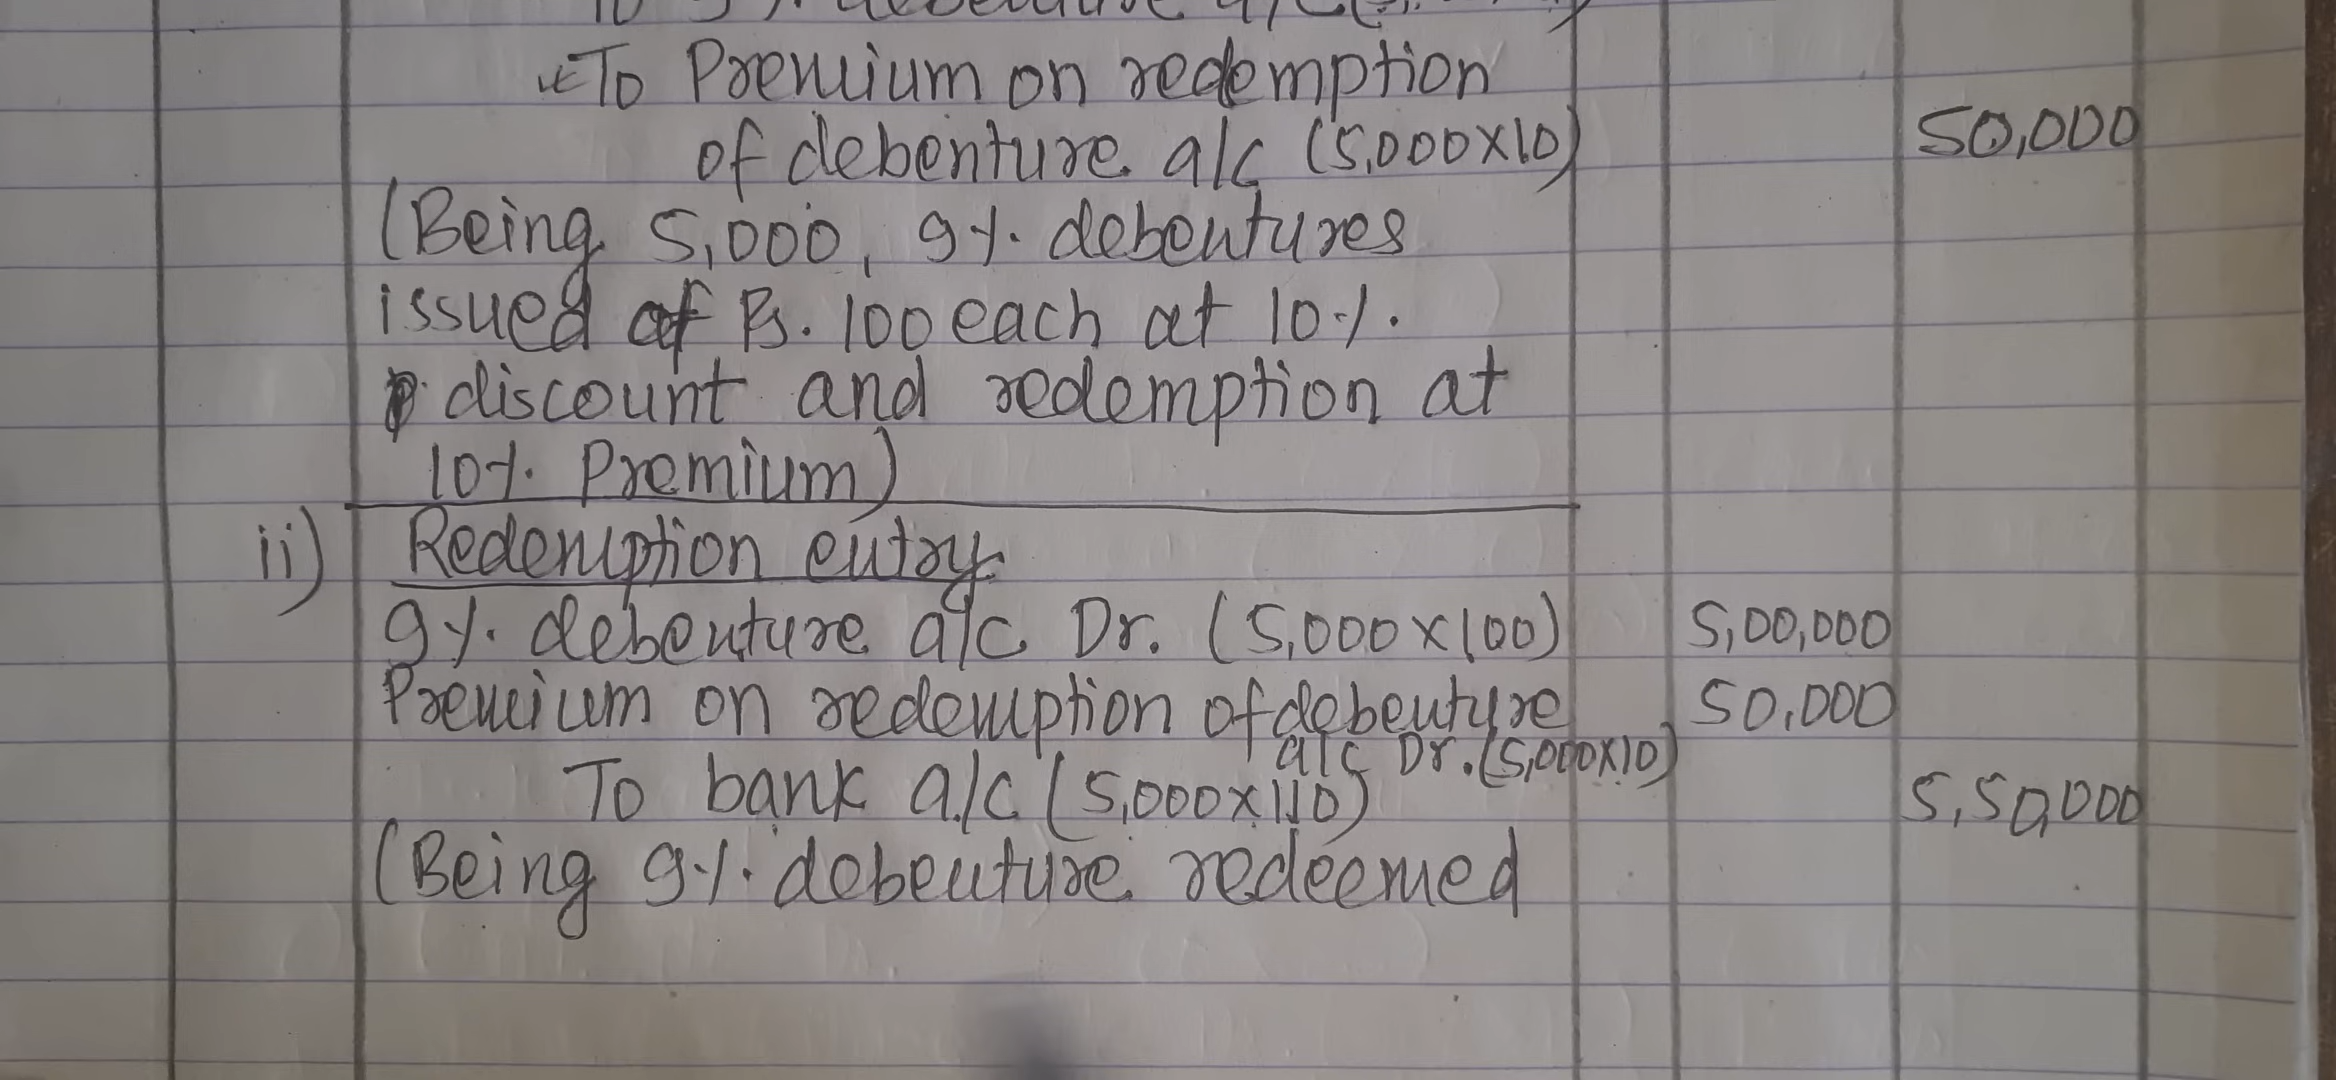 To 9%. debenture a/c
To Premium on redemption
of debenture a/c (5,000×10) 50,000
(Being 5,000, 9%. debentures
issued of Rs. 100 each at 10%.
discount and redemption at
10%. Premium)
ii) Redemption entry
9%. debenture a/c Dr. (5,000×100) 5,00,000
Premium on redemption of debenture 50,000
a/c Dr. (5,000×10)
To bank a/c (5,000×110) 5,50,000
(Being 9%. debenture redeemed